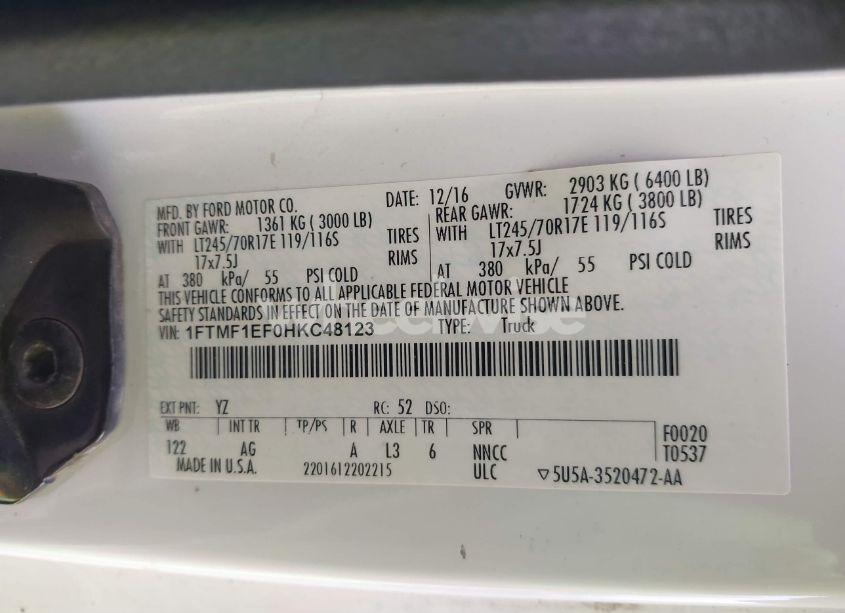 MFD. BY FORD MOTOR CO. DATE: 12/16 GVWR: 2903 KG ( 6400 LB)
FRONT GAWR: 1361 KG ( 3000 LB) REAR GAWR: 1724 KG ( 3800 LB)
WITH LT245/70R17E 119/116S TIRES WITH LT245/70R17E 119/116S TIRES
17x7.5J RIMS 17x7.5J RIMS
AT 380 kPa/ 55 PSI COLD AT 380 kPa/ 55 PSI COLD
THIS VEHICLE CONFORMS TO ALL APPLICABLE FEDERAL MOTOR VEHICLE
SAFETY STANDARDS IN EFFECT ON THE DATE OF MANUFACTURE SHOWN ABOVE.
VIN: 1FTMF1EF0HKC48123 TYPE: Truck
EXT PNT: YZ RC: 52 DSO:
WB INT TR TP/PS R AXLE TR SPR F0020
122 AG A L3 6 NNCC T0537
MADE IN U.S.A. 2201612202215 ULC ▽5U5A-3520472-AA